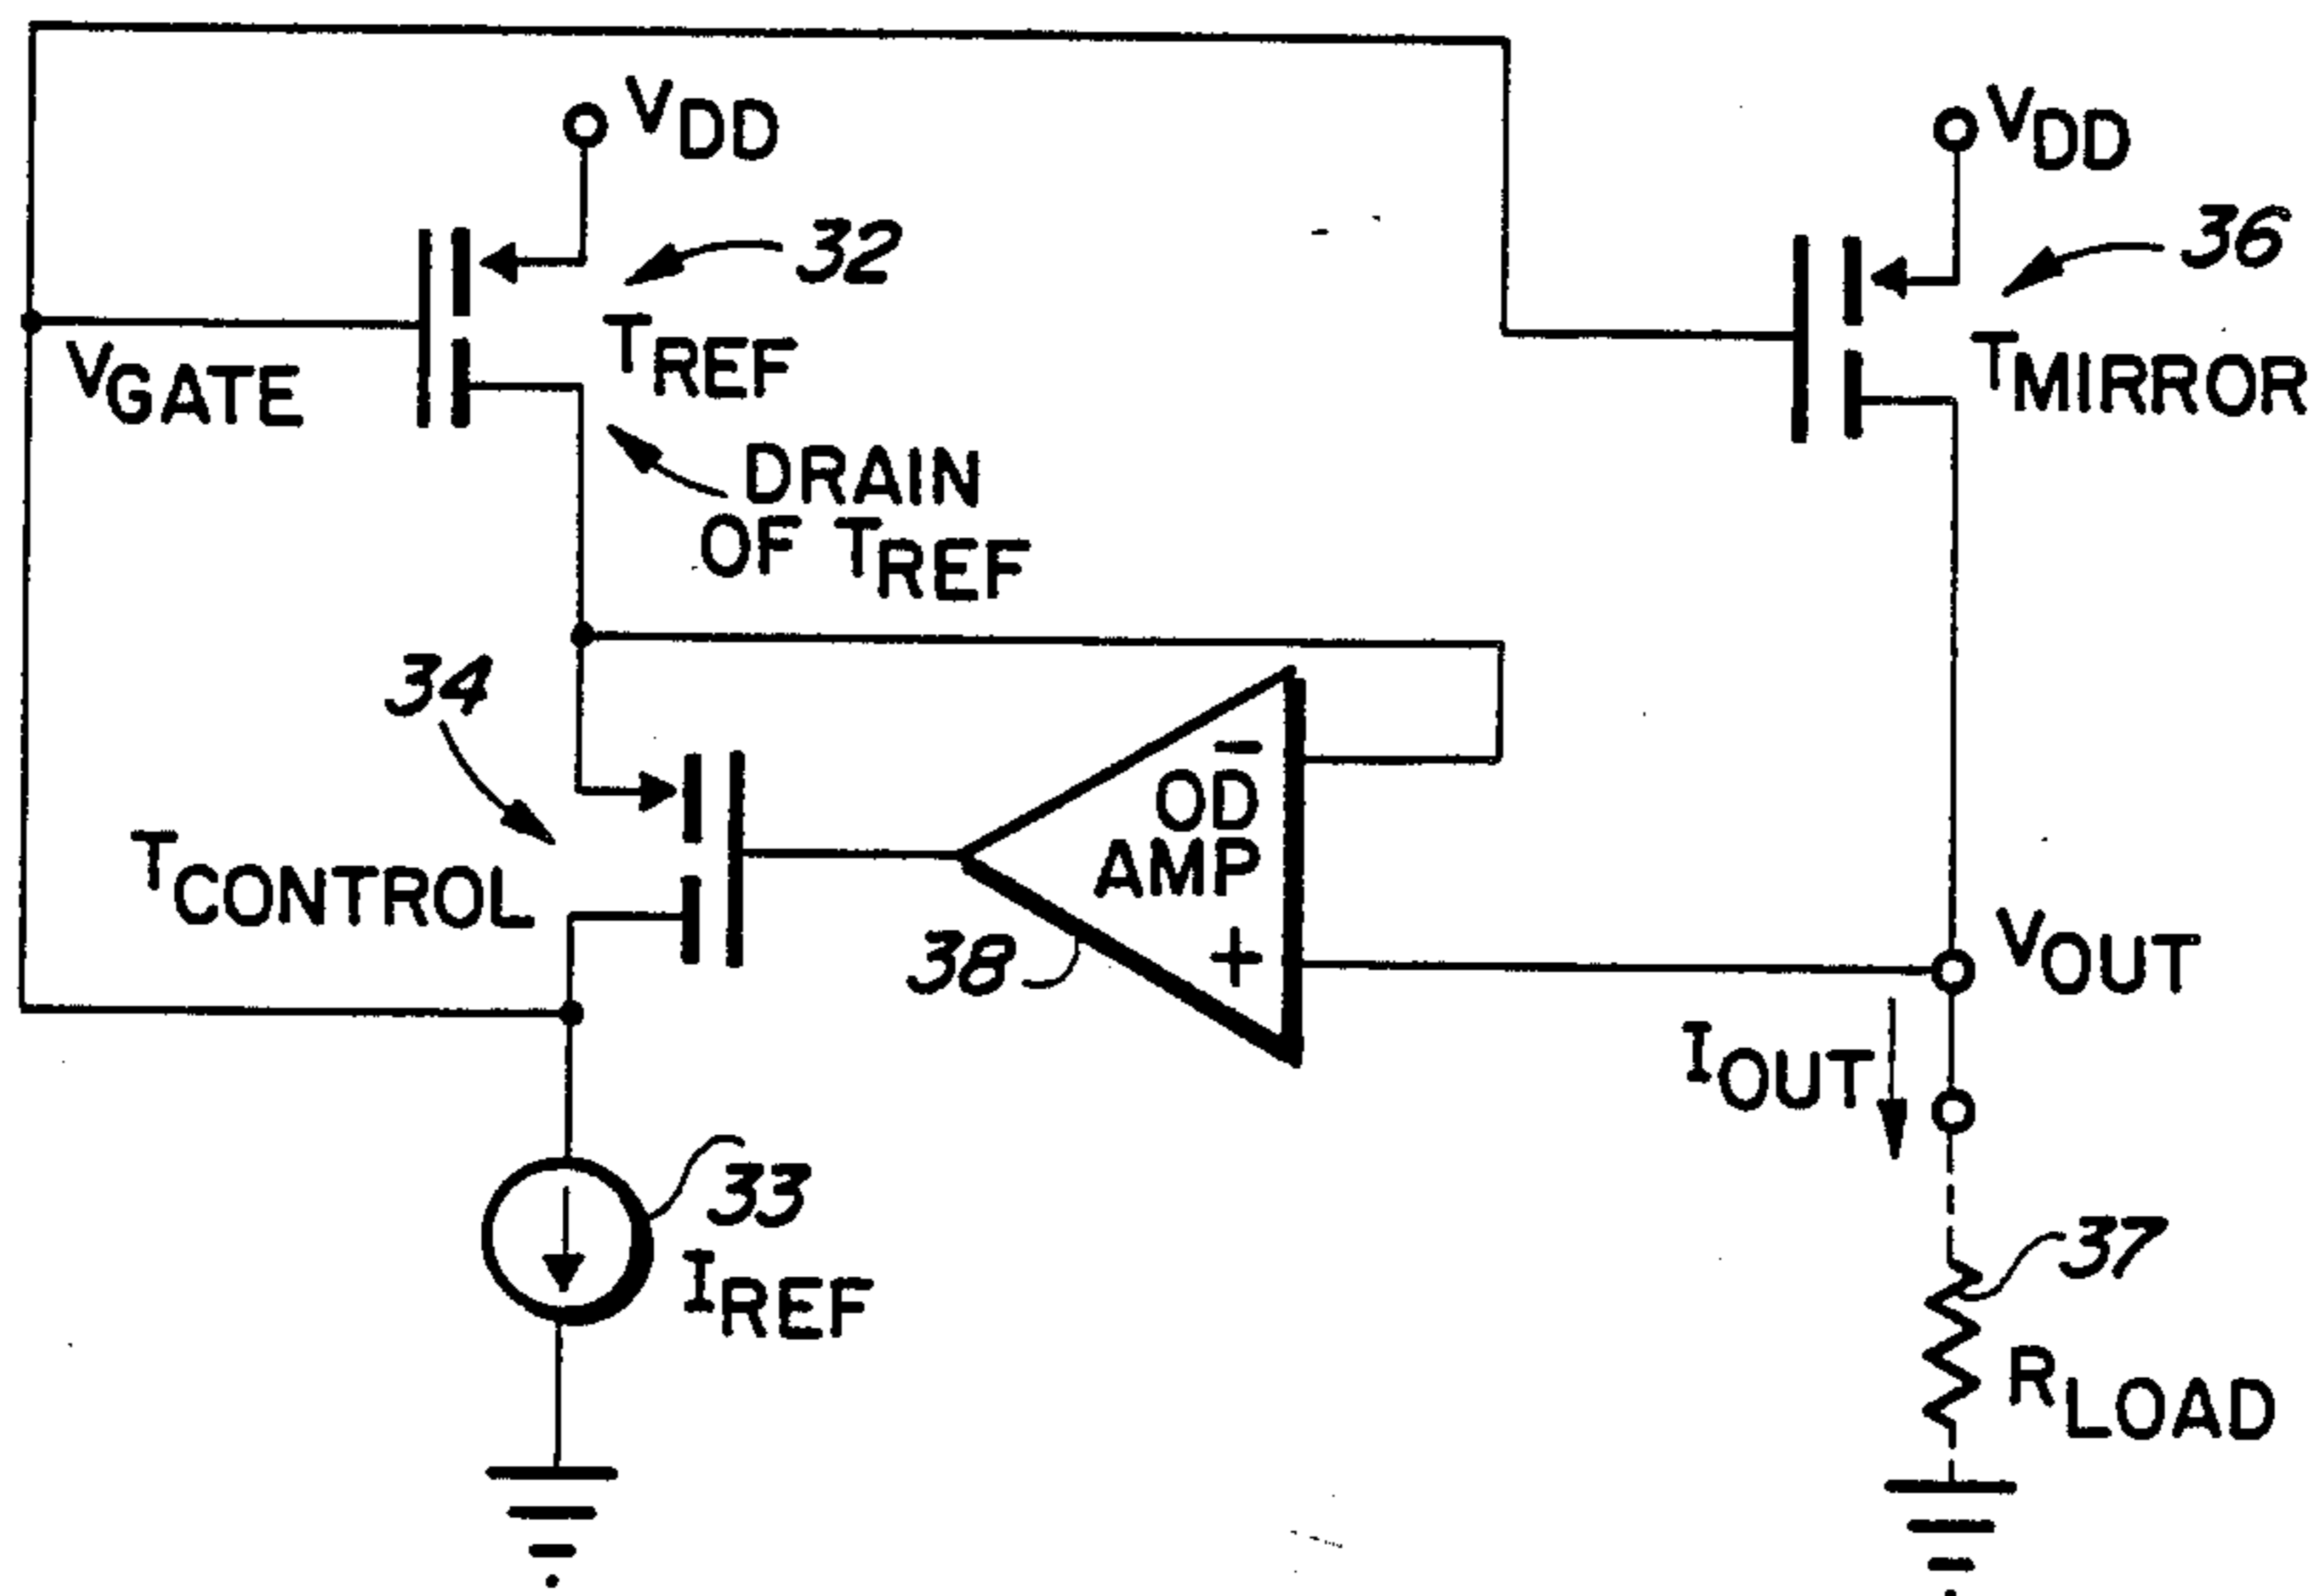 VDD
VDD
32
36
TREF
TMIRROR
VGATE
DRAIN
OF TREF
34
TCONTROL
−
OD
AMP
+
38
VOUT
IOUT
33
IREF
37
RLOAD